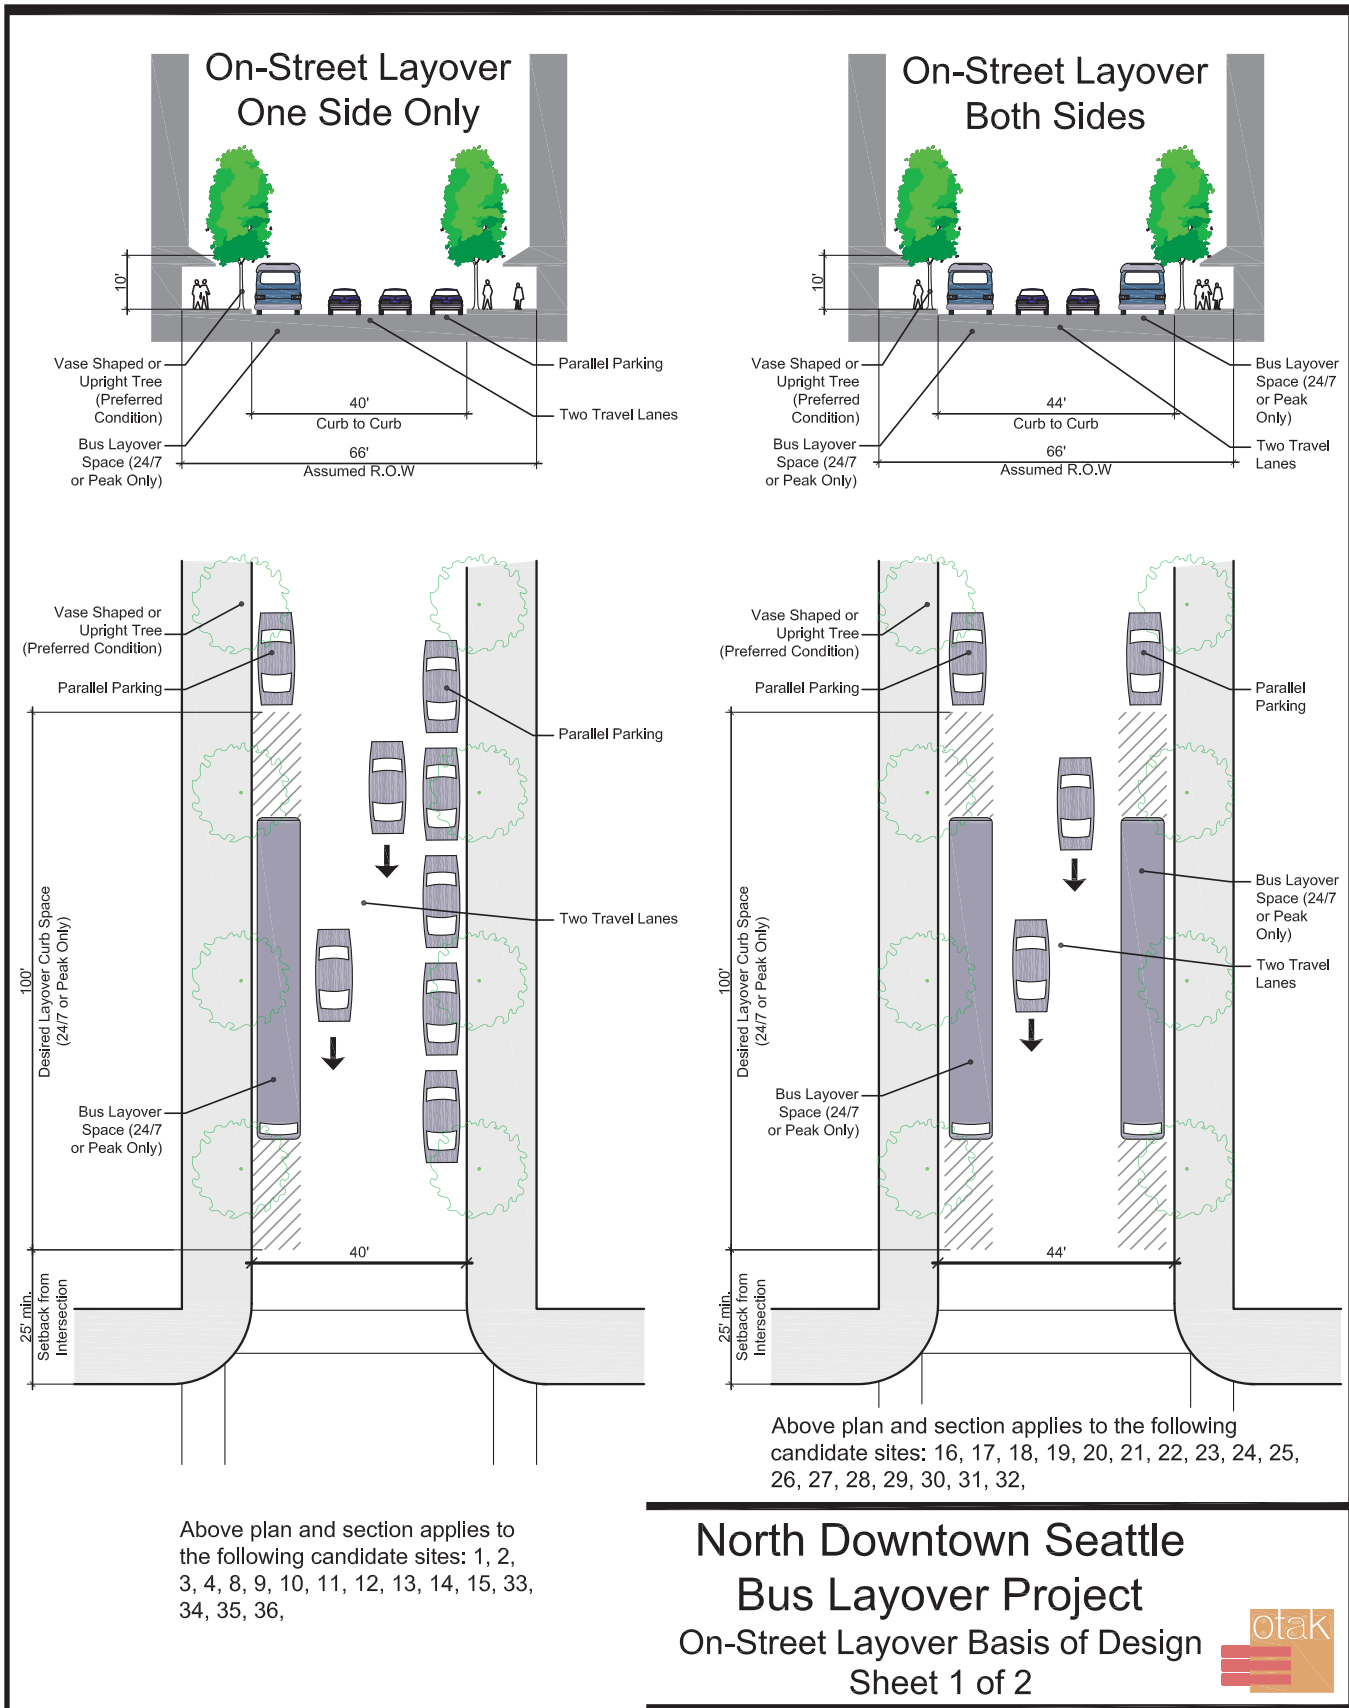 On-Street Layover
One Side Only
10'
Vase Shaped or
Upright Tree
(Preferred
Condition)
Bus Layover
Space (24/7
or Peak Only)
Parallel Parking
Two Travel Lanes
40'
Curb to Curb
66'
Assumed R.O.W
On-Street Layover
Both Sides
10'
Vase Shaped or
Upright Tree
(Preferred
Condition)
Bus Layover
Space (24/7
or Peak Only)
Bus Layover
Space (24/7
or Peak
Only)
Two Travel
Lanes
44'
Curb to Curb
66'
Assumed R.O.W
Vase Shaped or
Upright Tree
(Preferred Condition)
Parallel Parking
Parallel Parking
Two Travel Lanes
100'
Desired Layover Curb Space
(24/7 or Peak Only)
Bus Layover
Space (24/7
or Peak Only)
40'
25' min.
Setback from
Intersection
Vase Shaped or
Upright Tree
(Preferred Condition)
Parallel Parking
Parallel
Parking
100'
Desired Layover Curb Space
(24/7 or Peak Only)
Bus Layover
Space (24/7
or Peak
Only)
Two Travel
Lanes
Bus Layover
Space (24/7
or Peak Only)
44'
25' min.
Setback from
Intersection
Above plan and section applies to the following
candidate sites: 16, 17, 18, 19, 20, 21, 22, 23, 24, 25,
26, 27, 28, 29, 30, 31, 32,
Above plan and section applies to
the following candidate sites: 1, 2,
3, 4, 8, 9, 10, 11, 12, 13, 14, 15, 33,
34, 35, 36,
North Downtown Seattle
Bus Layover Project
On-Street Layover Basis of Design
Sheet 1 of 2
otak